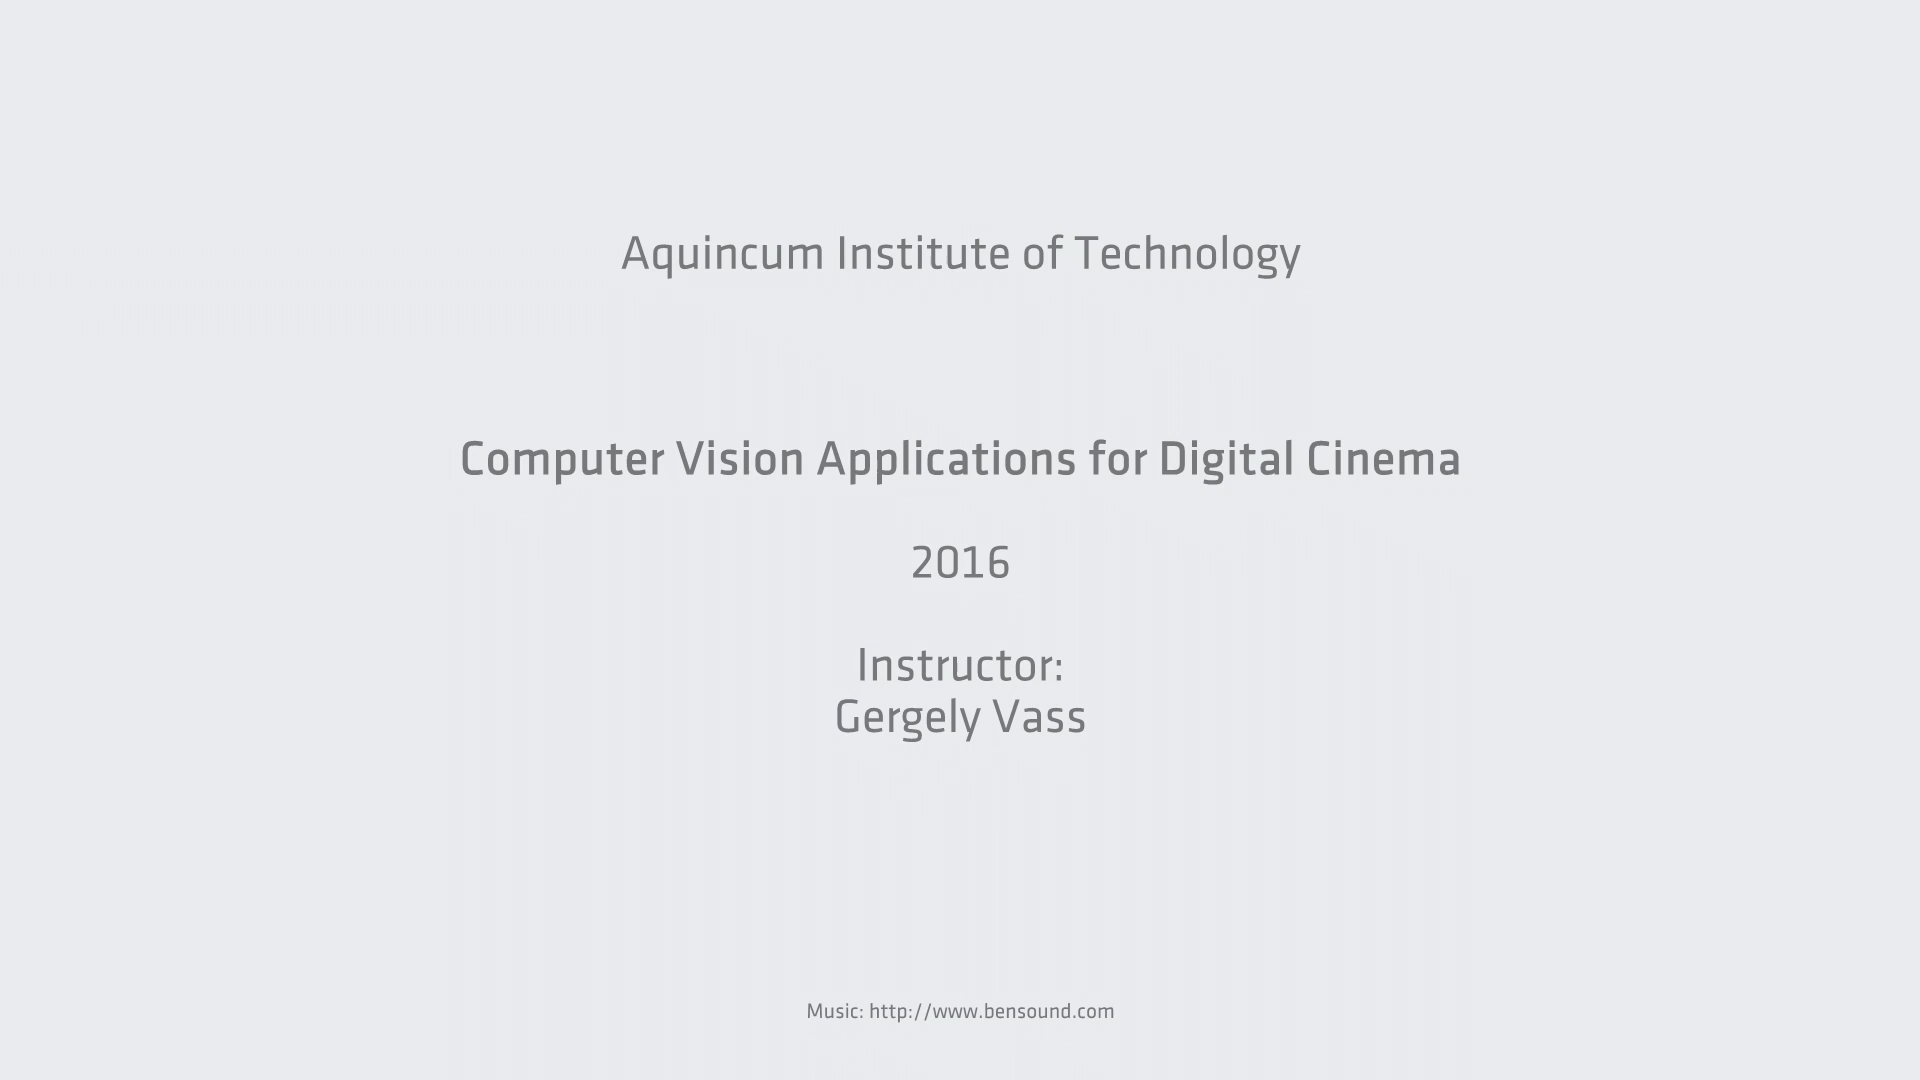 Aquincum Institute of Technology
Computer Vision Applications for Digital Cinema
2016
Instructor:
Gergely Vass
Music: http://www.bensound.com